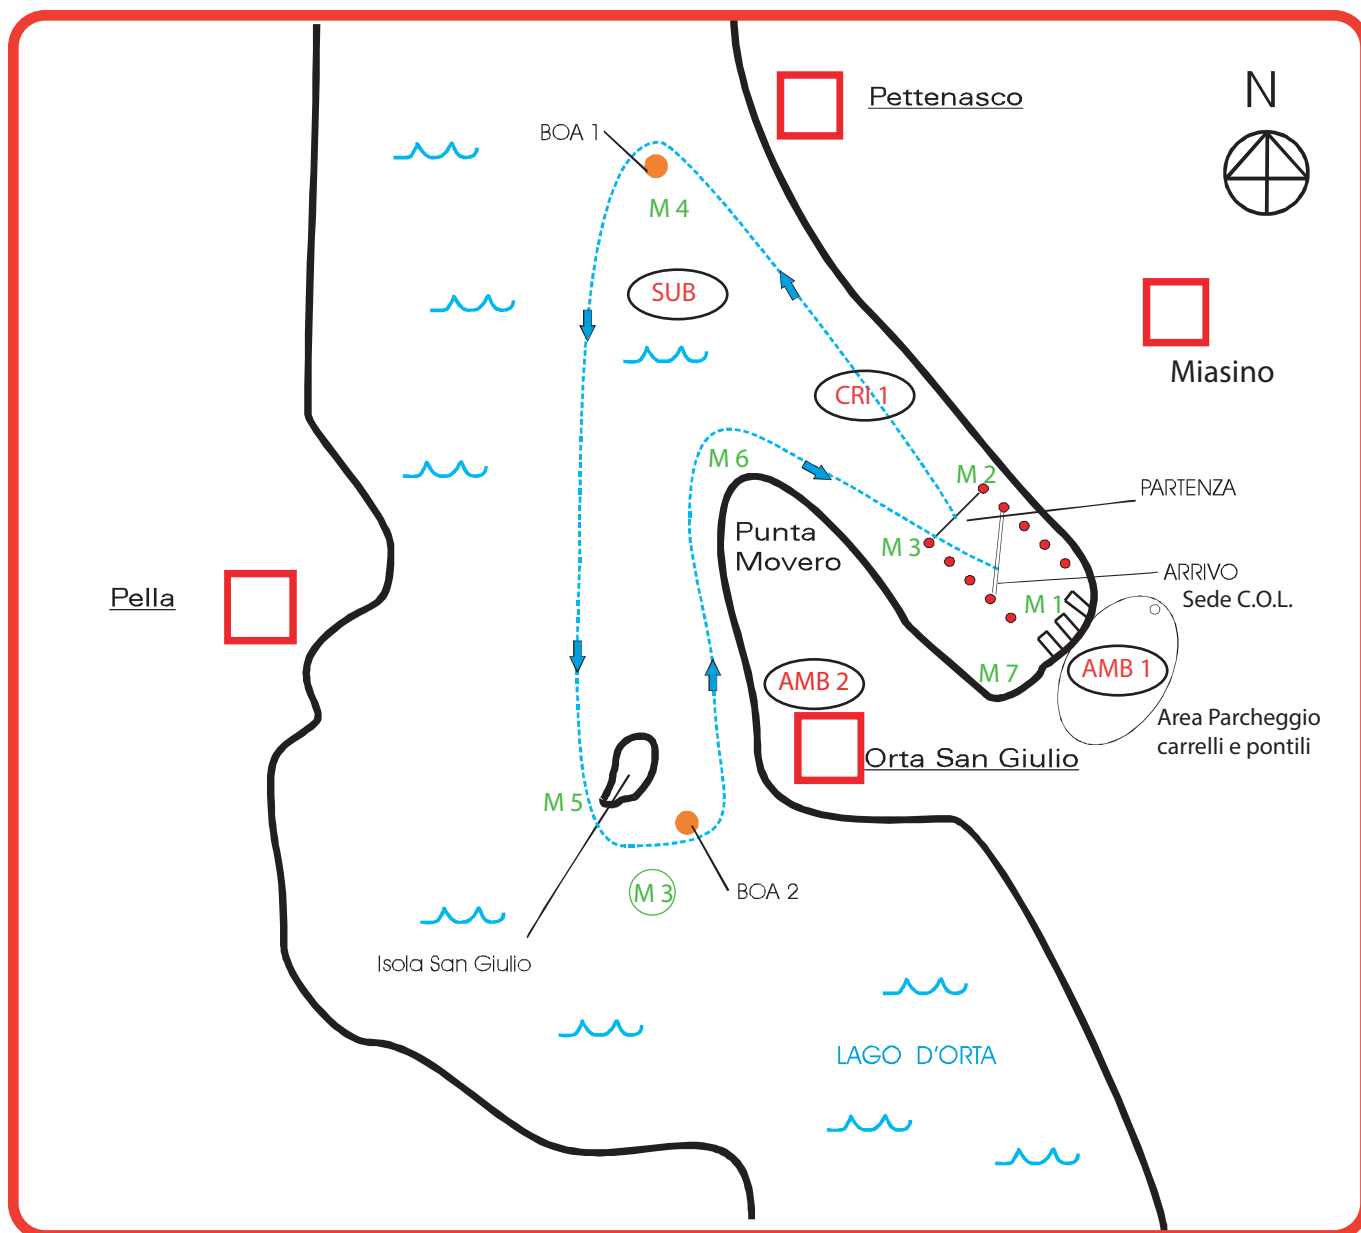 N
Pettenasco
BOA 1
M 4
SUB
Miasino
CRI 1
M 6
M 2
PARTENZA
Punta
Movero
M 3
ARRIVO
Sede C.O.L.
M 1
Pella
M 7
AMB 1
AMB 2
Area Parcheggio
carrelli e pontili
Orta San Giulio
M 5
M 3
BOA 2
Isola San Giulio
LAGO D'ORTA